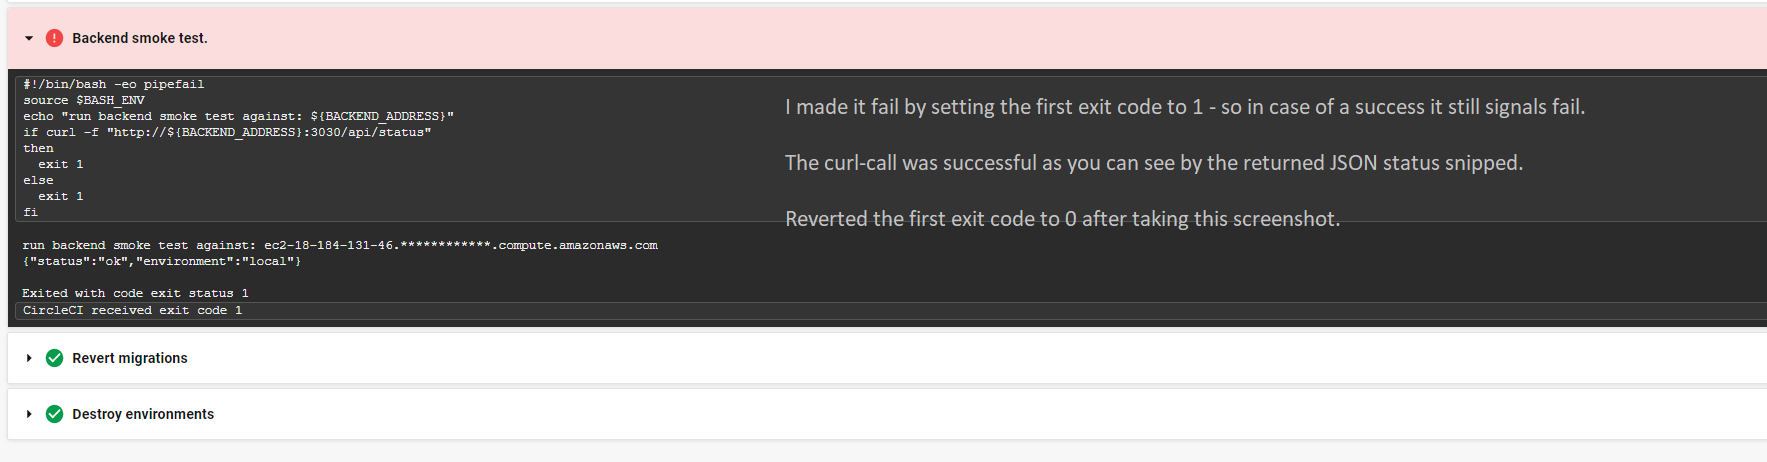 Backend smoke test.
#!/bin/bash -eo pipefail
source $BASH_ENV
echo "run backend smoke test against: ${BACKEND_ADDRESS}"
if curl -f "http://${BACKEND_ADDRESS}:3030/api/status"
then
  exit 1
else
  exit 1
fi
I made it fail by setting the first exit code to 1 - so in case of a success it still signals fail.
The curl-call was successful as you can see by the returned JSON status snipped.
Reverted the first exit code to 0 after taking this screenshot.
run backend smoke test against: ec2-18-184-131-46.************.compute.amazonaws.com
{"status":"ok","environment":"local"}
Exited with code exit status 1
CircleCI received exit code 1
Revert migrations
Destroy environments